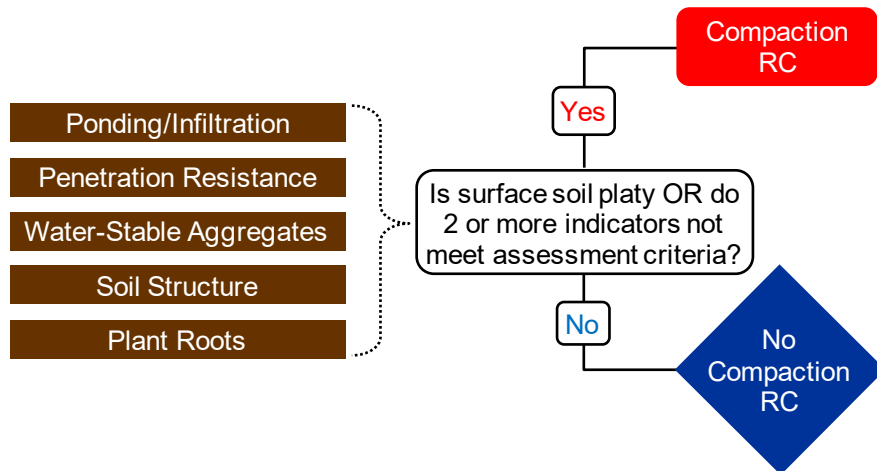 Compaction
RC
Yes
Ponding/Infiltration
Penetration Resistance
Water-Stable Aggregates
Soil Structure
Plant Roots
Is surface soil platy OR do
2 or more indicators not
meet assessment criteria?
No
No
Compaction
RC